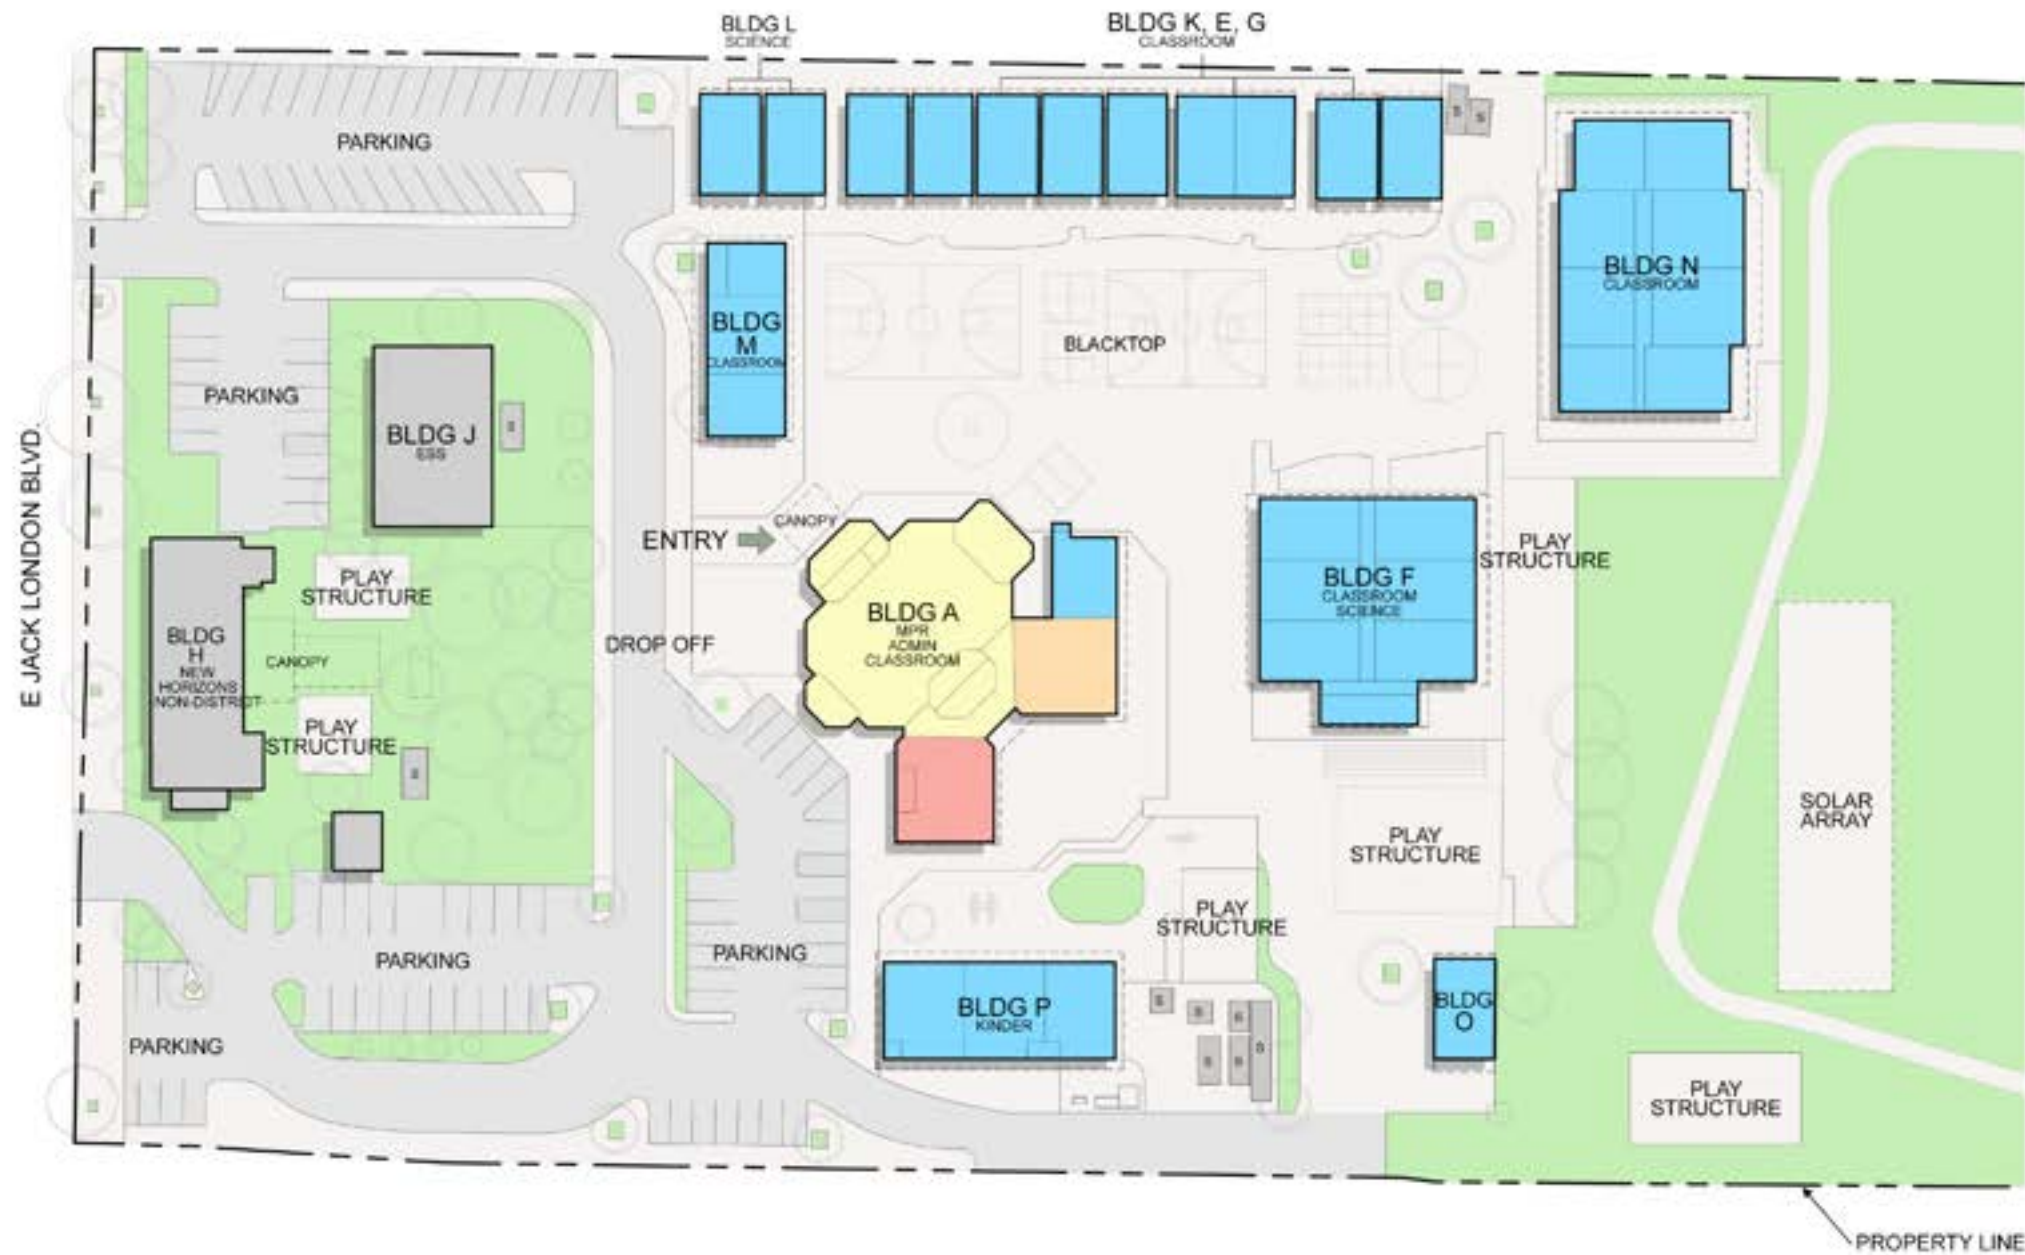 BLDG L
SCIENCE
BLDG K, E, G
CLASSROOM
PARKING
S
S
BLDG N
CLASSROOM
BLDG
M
CLASSROOM
BLACKTOP
PARKING
BLDG J
ESS
S
E JACK LONDON BLVD.
ENTRY
CANOPY
PLAY
STRUCTURE
PLAY
STRUCTURE
BLDG F
CLASSROOM
SCIENCE
BLDG A
MPR
ADMIN
CLASSROOM
DROP OFF
BLDG
H
NEW
HORIZONS
NON-DISTRICT
CANOPY
PLAY
STRUCTURE
S
SOLAR
ARRAY
PLAY
STRUCTURE
PLAY
STRUCTURE
PARKING
PARKING
BLDG P
KINDER
S
S
S
S
S
S
BLDG
O
PARKING
PLAY
STRUCTURE
PROPERTY LINE